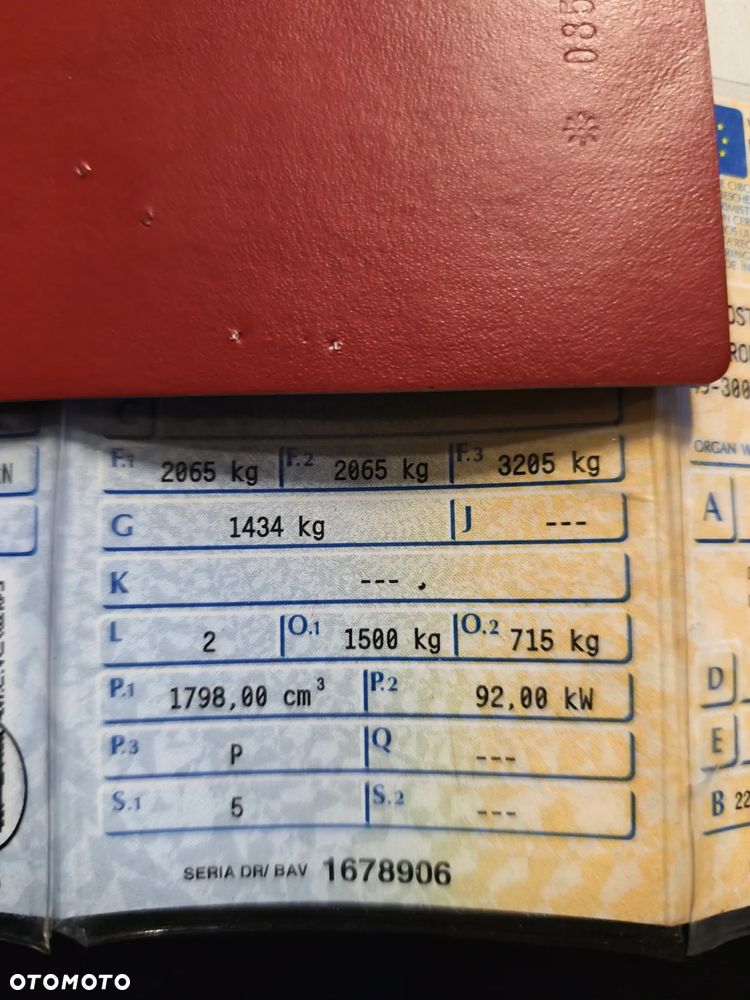 085
*
C
F.1 2065 kg F.2 2065 kg F.3 3205 kg
G 1434 kg J ---
K ---
L 2 O.1 1500 kg O.2 715 kg
P.1 1798,00 cm³ P.2 92,00 kW
P.3 P Q ---
S.1 5 S.2 ---
SERIA DR/ BAV 1678906
ORGAN W
A
D
E
B 22
OTOMOTO